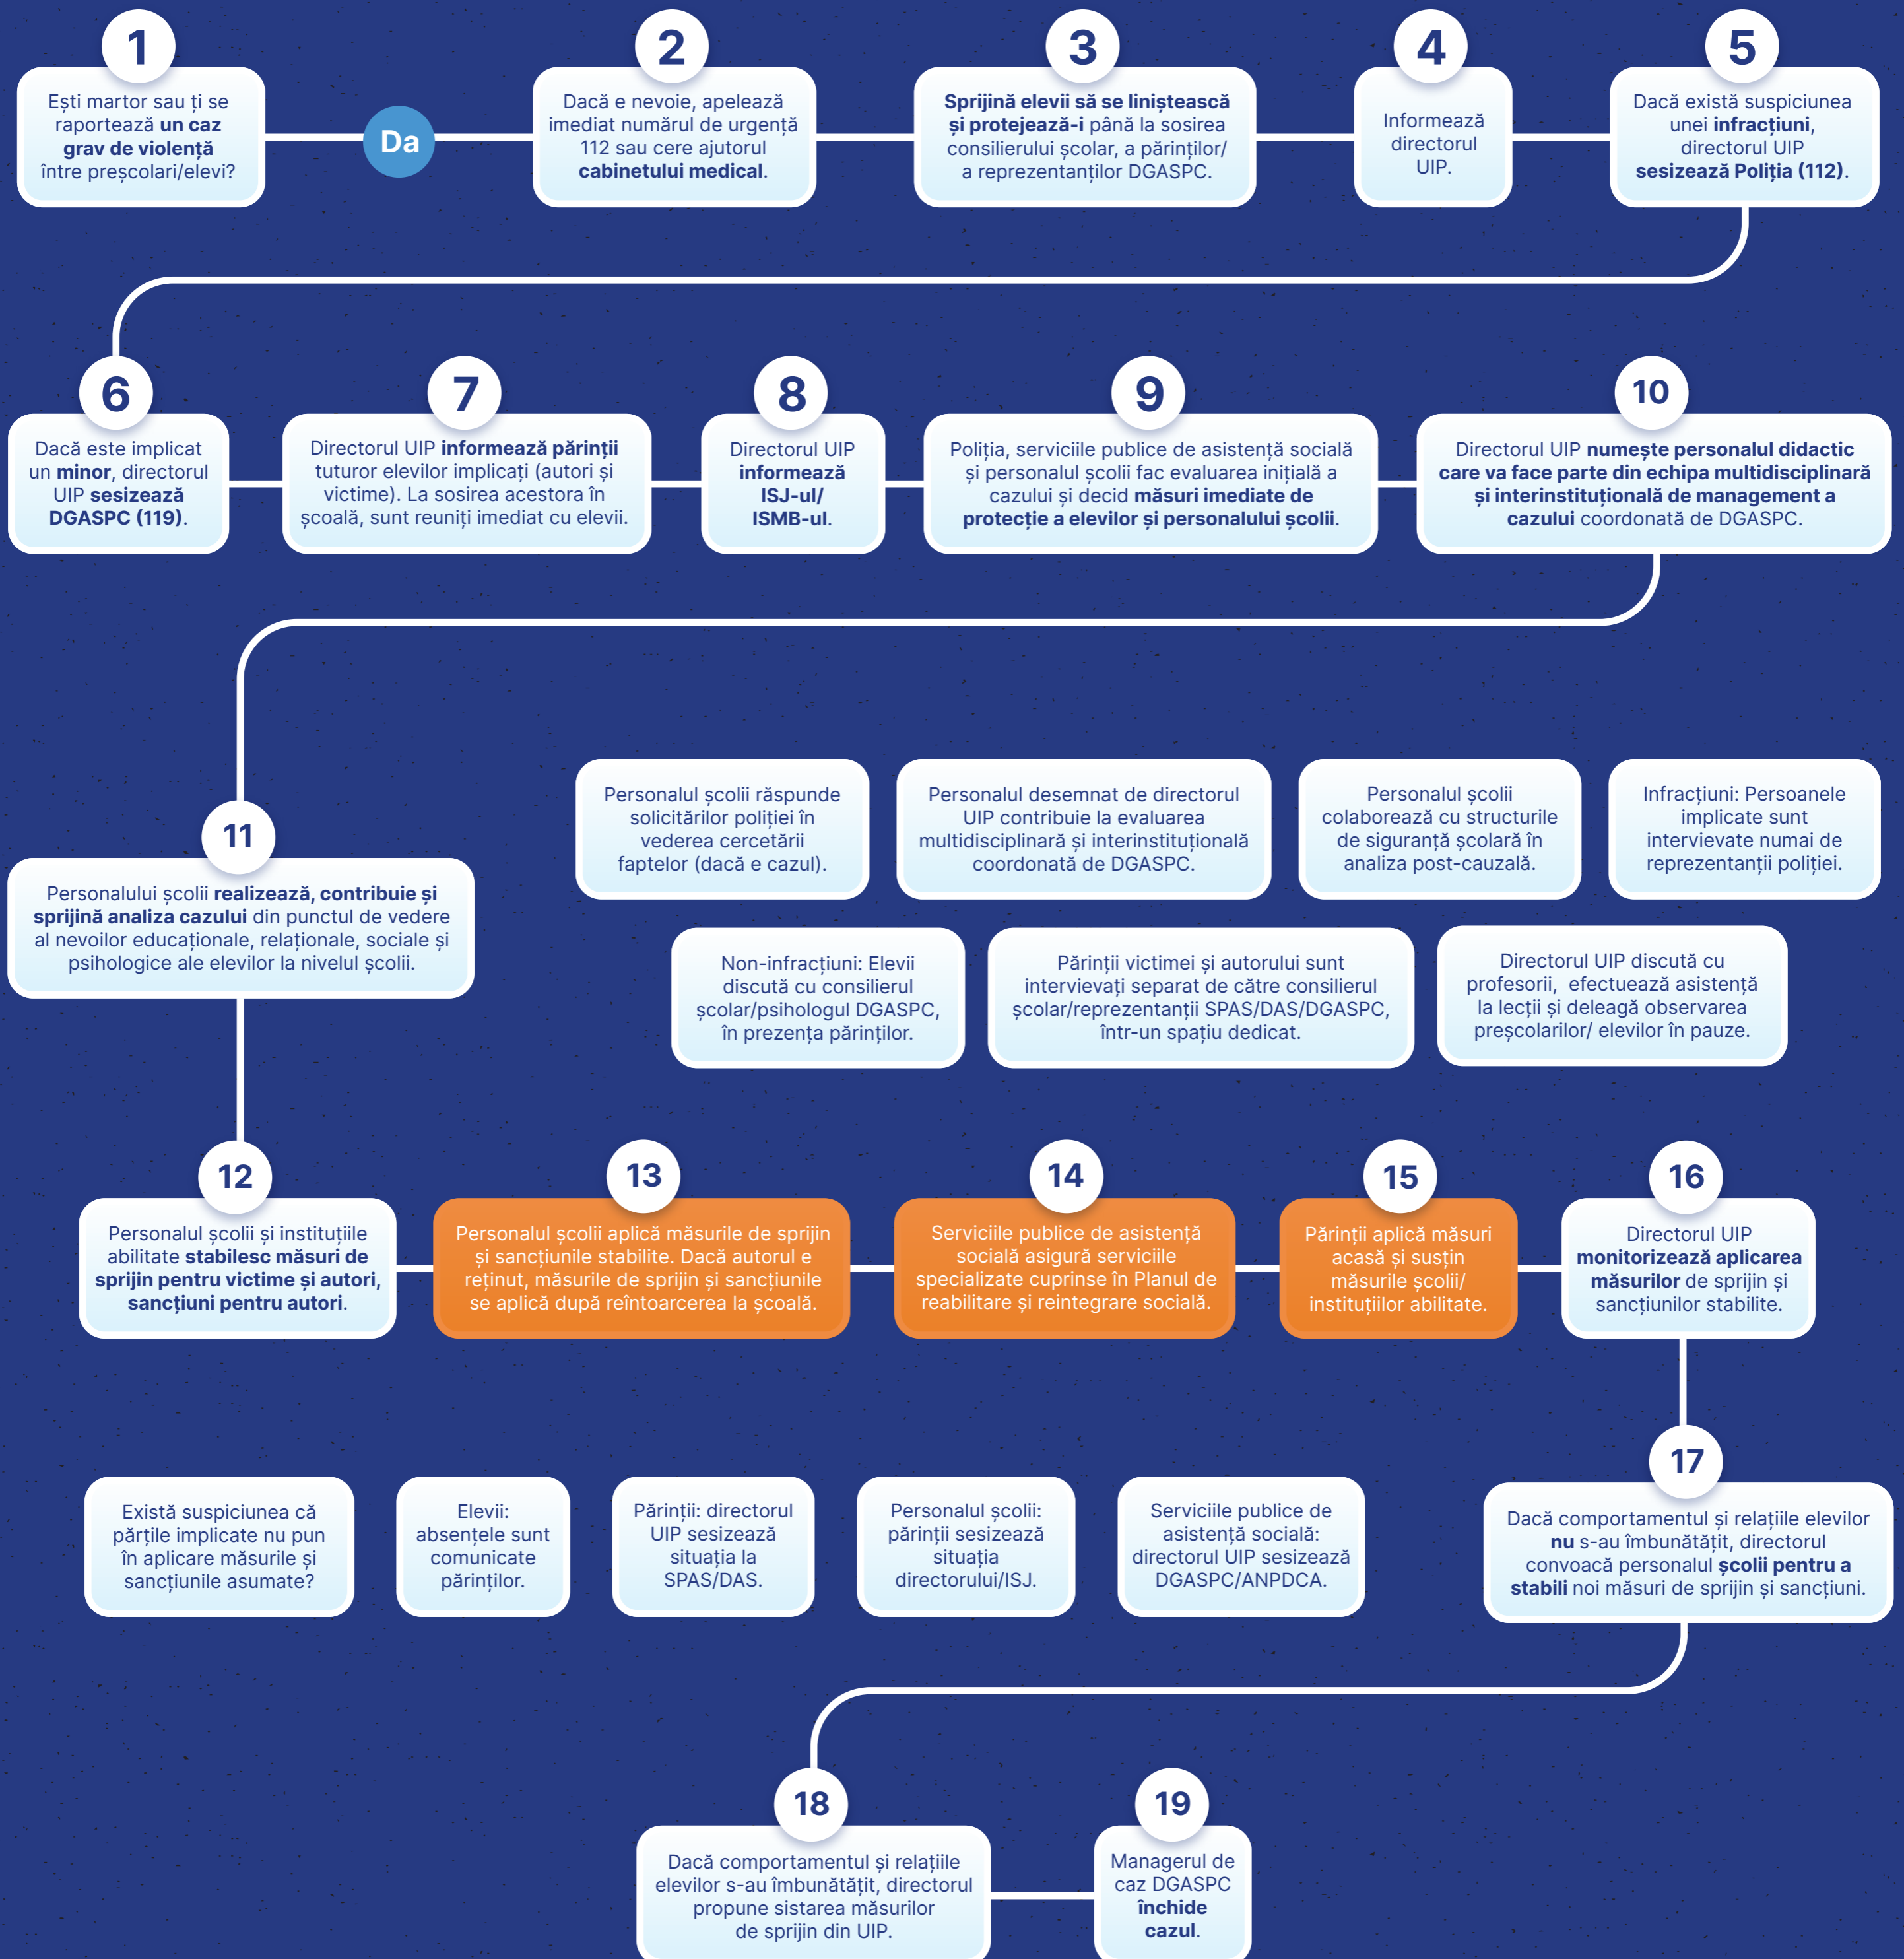 1
Ești martor sau ți se
raportează un caz
grav de violență
între preșcolari/elevi?
Da
2
Dacă e nevoie, apelează
imediat numărul de urgență
112 sau cere ajutorul
cabinetului medical.
3
Sprijină elevii să se liniștească
și protejează-i până la sosirea
consilierului școlar, a părinților/
a reprezentanților DGASPC.
4
Informează
directorul
UIP.
5
Dacă există suspiciunea
unei infracțiuni,
directorul UIP
sesizează Poliția (112).
6
Dacă este implicat
un minor, directorul
UIP sesizează
DGASPC (119).
7
Directorul UIP informează părinții
tuturor elevilor implicați (autori și
victime). La sosirea acestora în
școală, sunt reuniți imediat cu elevii.
8
Directorul UIP
informează
ISJ-ul/
ISMB-ul.
9
Poliția, serviciile publice de asistență socială
și personalul școlii fac evaluarea inițială a
cazului și decid măsuri imediate de
protecție a elevilor și personalului școlii.
10
Directorul UIP numește personalul didactic
care va face parte din echipa multidisciplinară
și interinstituțională de management a
cazului coordonată de DGASPC.
11
Personalului școlii realizează, contribuie și
sprijină analiza cazului din punctul de vedere
al nevoilor educaționale, relaționale, sociale și
psihologice ale elevilor la nivelul școlii.
Personalul școlii răspunde
solicitărilor poliției în
vederea cercetării
faptelor (dacă e cazul).
Personalul desemnat de directorul
UIP contribuie la evaluarea
multidisciplinară și interinstituțională
coordonată de DGASPC.
Personalul școlii
colaborează cu structurile
de siguranță școlară în
analiza post-cauzală.
Infracțiuni: Persoanele
implicate sunt
intervievate numai de
reprezentanții poliției.
Non-infracțiuni: Elevii
discută cu consilierul
școlar/psihologul DGASPC,
în prezența părinților.
Părinții victimei și autorului sunt
intervievați separat de către consilierul
școlar/reprezentanții SPAS/DAS/DGASPC,
într-un spațiu dedicat.
Directorul UIP discută cu
profesorii, efectuează asistență
la lecții și deleagă observarea
preșcolarilor/ elevilor în pauze.
12
Personalul școlii și instituțiile
abilitate stabilesc măsuri de
sprijin pentru victime și autori,
sancțiuni pentru autori.
13
Personalul școlii aplică măsurile de sprijin
și sancțiunile stabilite. Dacă autorul e
reținut, măsurile de sprijin și sancțiunile
se aplică după reîntoarcerea la școală.
14
Serviciile publice de asistență
socială asigură serviciile
specializate cuprinse în Planul de
reabilitare și reintegrare socială.
15
Părinții aplică măsuri
acasă și susțin
măsurile școlii/
instituțiilor abilitate.
16
Directorul UIP
monitorizează aplicarea
măsurilor de sprijin și
sancțiunilor stabilite.
17
Dacă comportamentul și relațiile elevilor
nu s-au îmbunătățit, directorul
convoacă personalul școlii pentru a
stabili noi măsuri de sprijin și sancțiuni.
Există suspiciunea că
părțile implicate nu pun
în aplicare măsurile și
sancțiunile asumate?
Elevii:
absențele sunt
comunicate
părinților.
Părinții: directorul
UIP sesizează
situația la
SPAS/DAS.
Personalul școlii:
părinții sesizează
situația
directorului/ISJ.
Serviciile publice de
asistență socială:
directorul UIP sesizează
DGASPC/ANPDCA.
18
Dacă comportamentul și relațiile
elevilor s-au îmbunătățit, directorul
propune sistarea măsurilor
de sprijin din UIP.
19
Managerul de
caz DGASPC
închide
cazul.